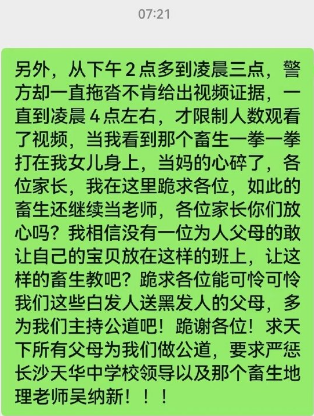 07:21
另外，从下午2点多到凌晨三点，警
方却一直拖沓不肯给出视频证据，一
直到凌晨4点左右，才限制人数观看
了视频，当我看到那个畜生一拳一拳
打在我女儿身上，当妈的心碎了，各
位家长，我在这里跪求各位，如此的
畜生还继续当老师，各位家长你们放
心吗？我相信没有一位为人父母的敢
让自己的宝贝放在这样的班上，让这
样的畜生教吧？跪求各位能可怜可怜
我们这些白发人送黑发人的父母，多
为我们主持公道吧！跪谢各位！求天
下所有父母为我们做公道，要求严惩
长沙天华中学校领导以及那个畜生地
理老师吴纳新！！！